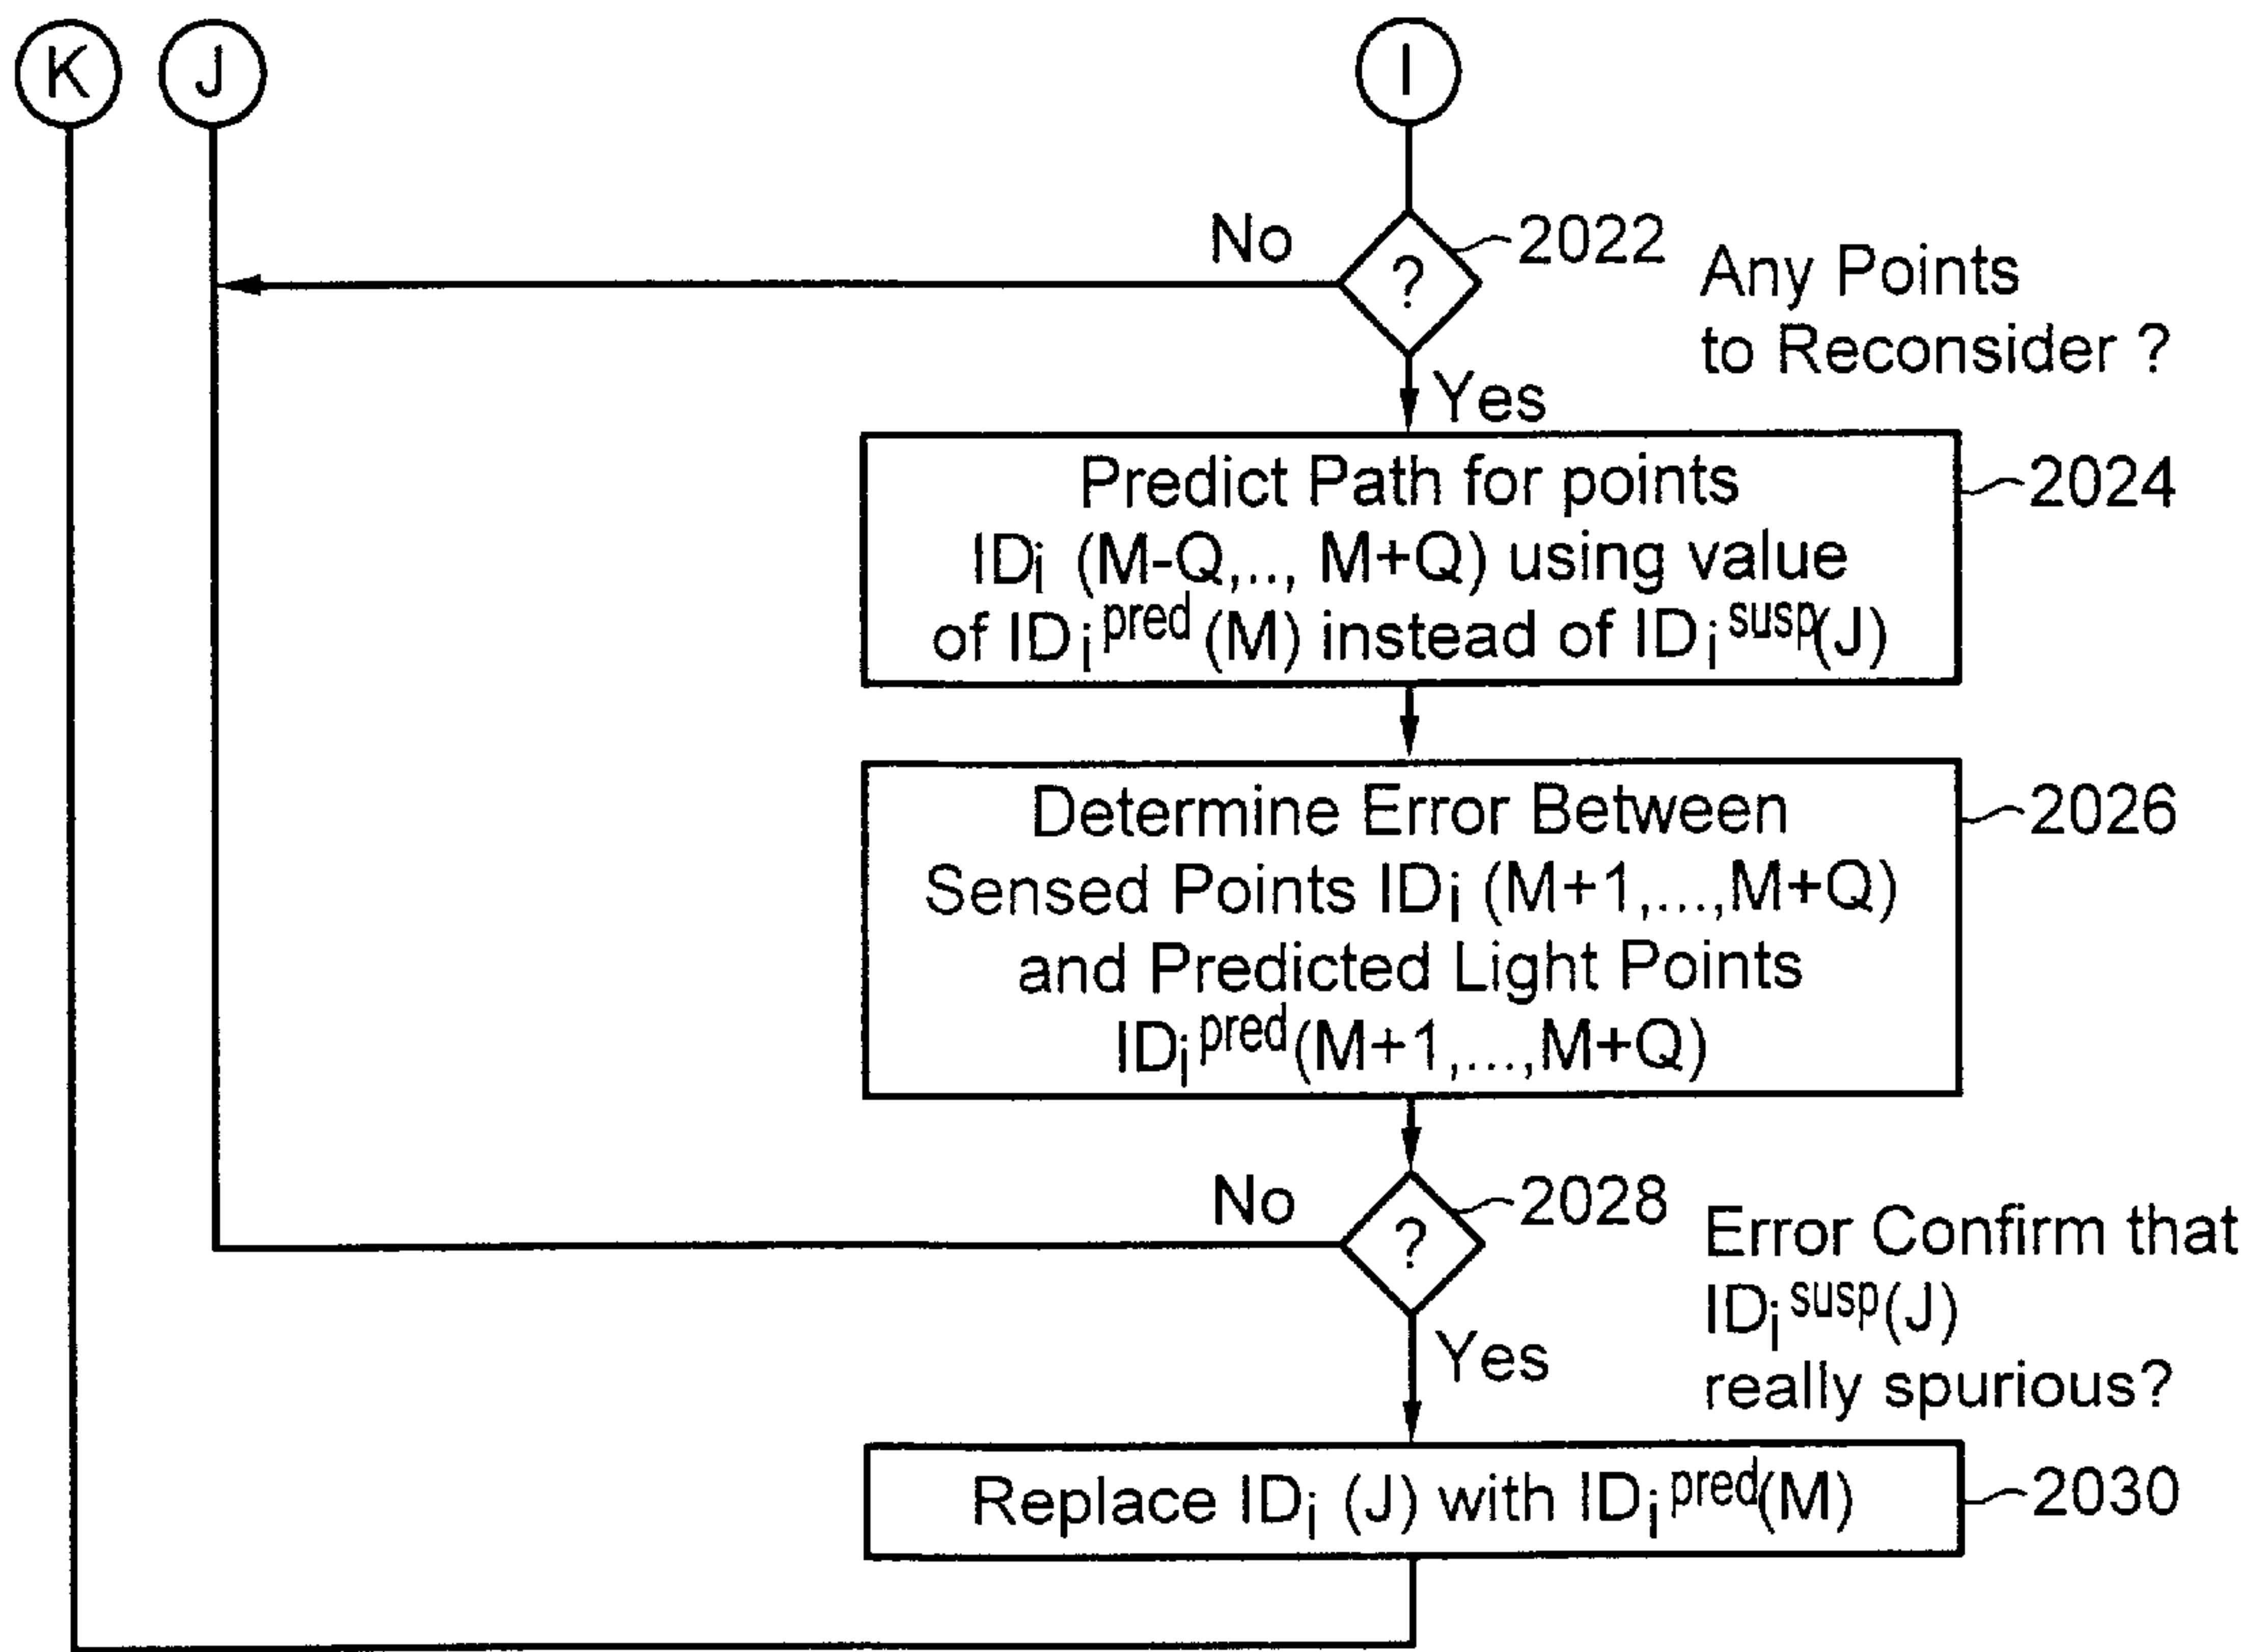 K
J
I
No
?
2022
Any Points
to Reconsider ?
Yes
Predict Path for points
IDi (M-Q,.., M+Q) using value
of IDi pred (M) instead of IDi susp(J)
2024
Determine Error Between
Sensed Points IDi (M+1,...,M+Q)
and Predicted Light Points
IDi pred(M+1,...,M+Q)
2026
No
?
2028
Error Confirm that
IDi susp(J)
really spurious?
Yes
Replace IDi (J) with IDi pred(M)
2030